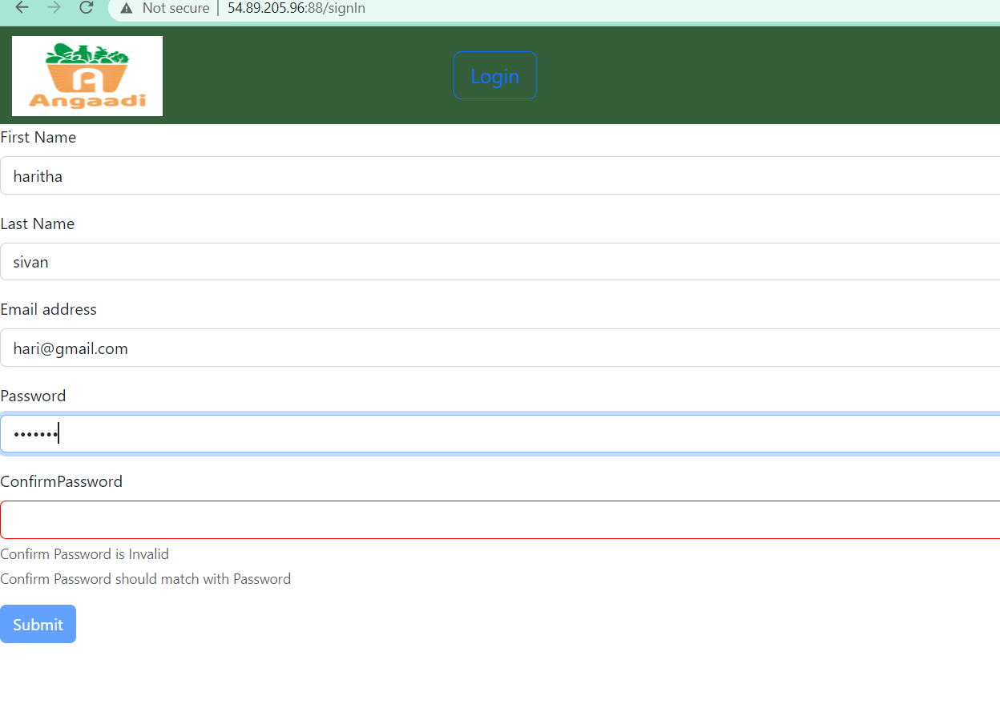 Not secure | 54.89.205.96:88/signIn
Angaadi
Login
First Name
haritha
Last Name
sivan
Email address
hari@gmail.com
Password
•••••••
ConfirmPassword
Confirm Password is Invalid
Confirm Password should match with Password
Submit